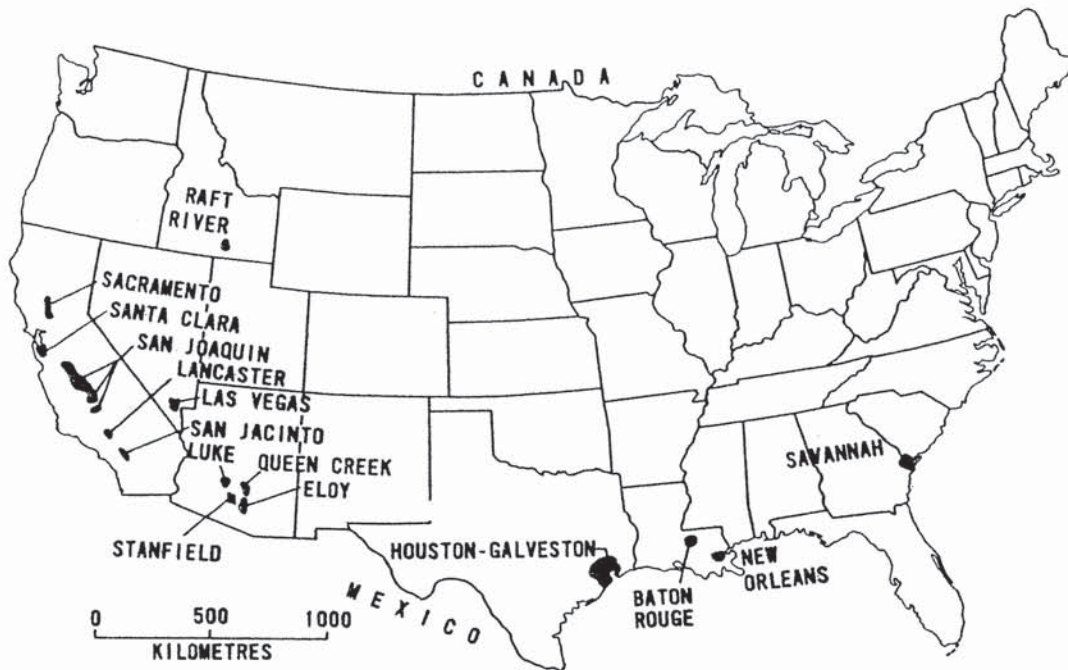 CANADA
RAFT
RIVER
SACRAMENTO
SANTA CLARA
SAN JOAQUIN
LANCASTER
LAS VEGAS
SAN JACINTO
LUKE
QUEEN CREEK
ELOY
STANFIELD
SAVANNAH
HOUSTON-GALVESTON
NEW
ORLEANS
BATON
ROUGE
MEXICO
0 500 1000
KILOMETRES